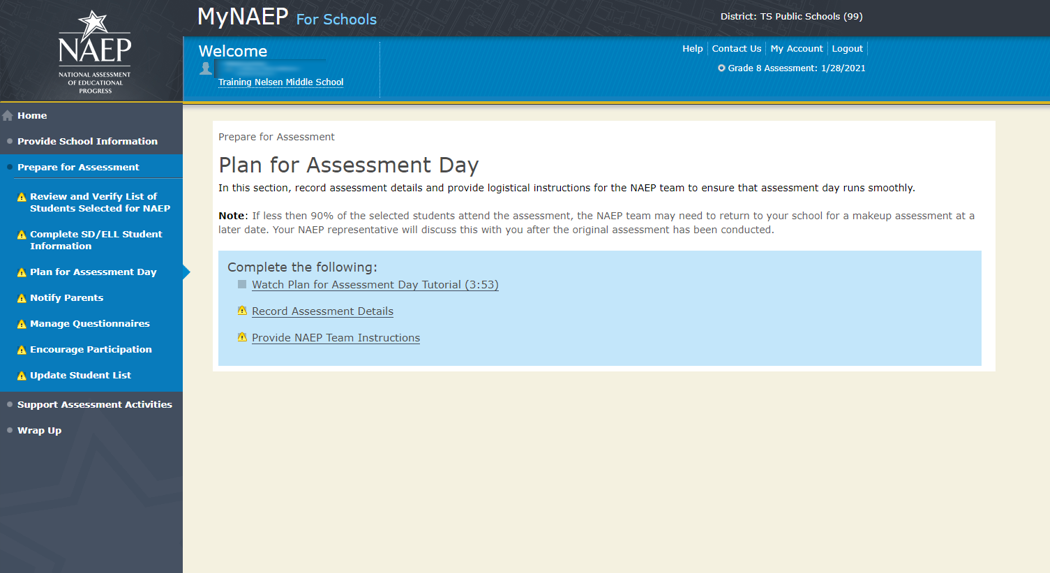 MyNAEP For Schools
District: TS Public Schools (99)
NAEP
NATIONAL ASSESSMENT
OF EDUCATIONAL
PROGRESS
Welcome
Training Nelsen Middle School
Help Contact Us My Account Logout
Grade 8 Assessment: 1/28/2021
Home
Provide School Information
Prepare for Assessment
Review and Verify List of
Students Selected for NAEP
Complete SD/ELL Student
Information
Plan for Assessment Day
Notify Parents
Manage Questionnaires
Encourage Participation
Update Student List
Support Assessment Activities
Wrap Up
Prepare for Assessment
Plan for Assessment Day
In this section, record assessment details and provide logistical instructions for the NAEP team to ensure that assessment day runs smoothly.
Note: If less then 90% of the selected students attend the assessment, the NAEP team may need to return to your school for a makeup assessment at a
later date. Your NAEP representative will discuss this with you after the original assessment has been conducted.
Complete the following:
Watch Plan for Assessment Day Tutorial (3:53)
Record Assessment Details
Provide NAEP Team Instructions